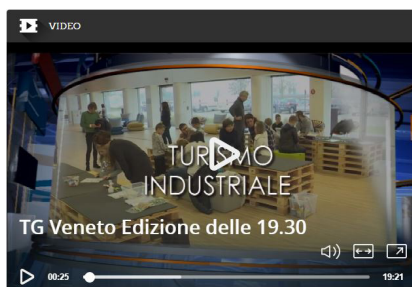 VIDEO
TURISMO
INDUSTRIALE
TG Veneto Edizione delle 19.30
00:25
19:21